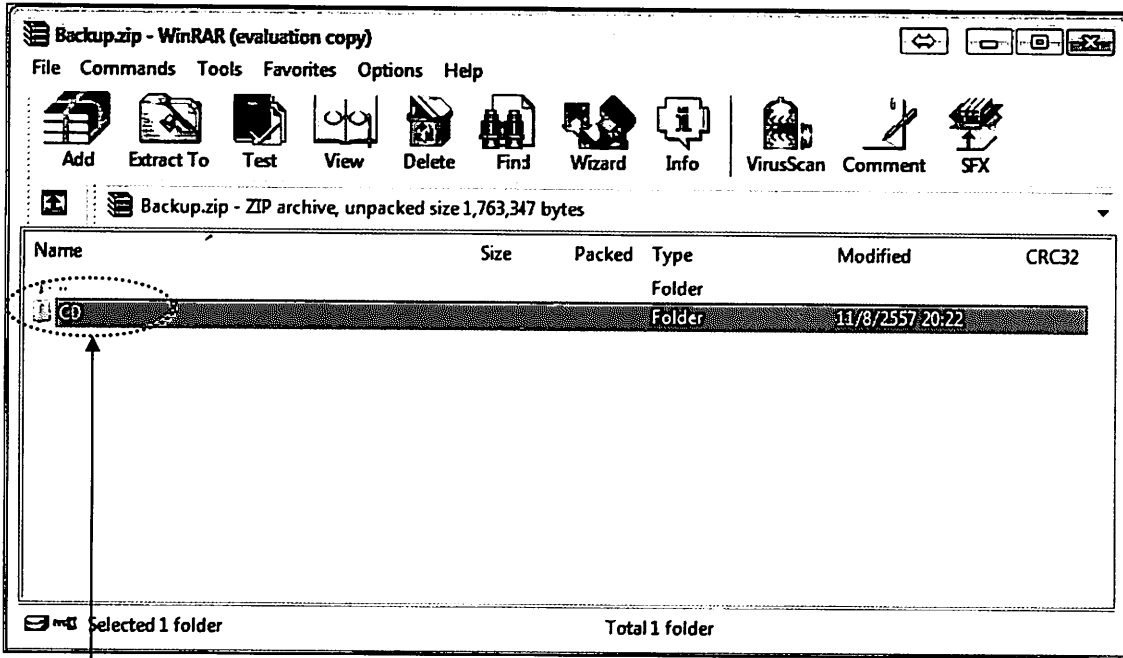 Backup.zip - WinRAR (evaluation copy)
File Commands Tools Favorites Options Help
Add Extract To Test View Delete Find Wizard Info VirusScan Comment SFX
Backup.zip - ZIP archive, unpacked size 1,763,347 bytes
Name Size Packed Type Modified CRC32
.. Folder
CD Folder 11/8/2557 20:22
Selected 1 folder Total 1 folder